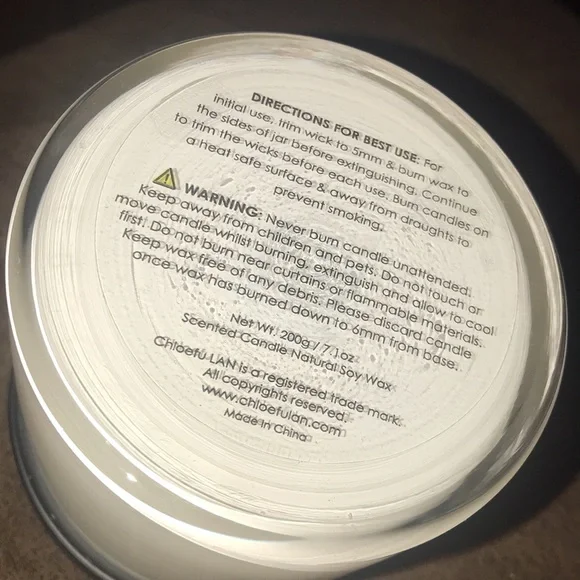 DIRECTIONS FOR BEST USE: For
initial use, trim wick to 5mm & burn wax to
the sides of jar before extinguishing. Continue
to trim the wicks before each use. Burn candles on
a heat safe surface & away from draughts to
prevent smoking.
WARNING: Never burn candle unattended.
Keep away from children and pets. Do not touch or
move candle whilst burning, extinguish and allow to cool
first! Do not burn near curtains or flammable materials.
Keep wax free of any debris. Please discard candle
once wax has burned down to 6mm from base.
Net Wt. 200g / 7.1oz
Scented Candle Natural Soy Wax
Chloefu LAN is a registered trade mark.
All copyrights reserved.
www.chloefulan.com
Made In China